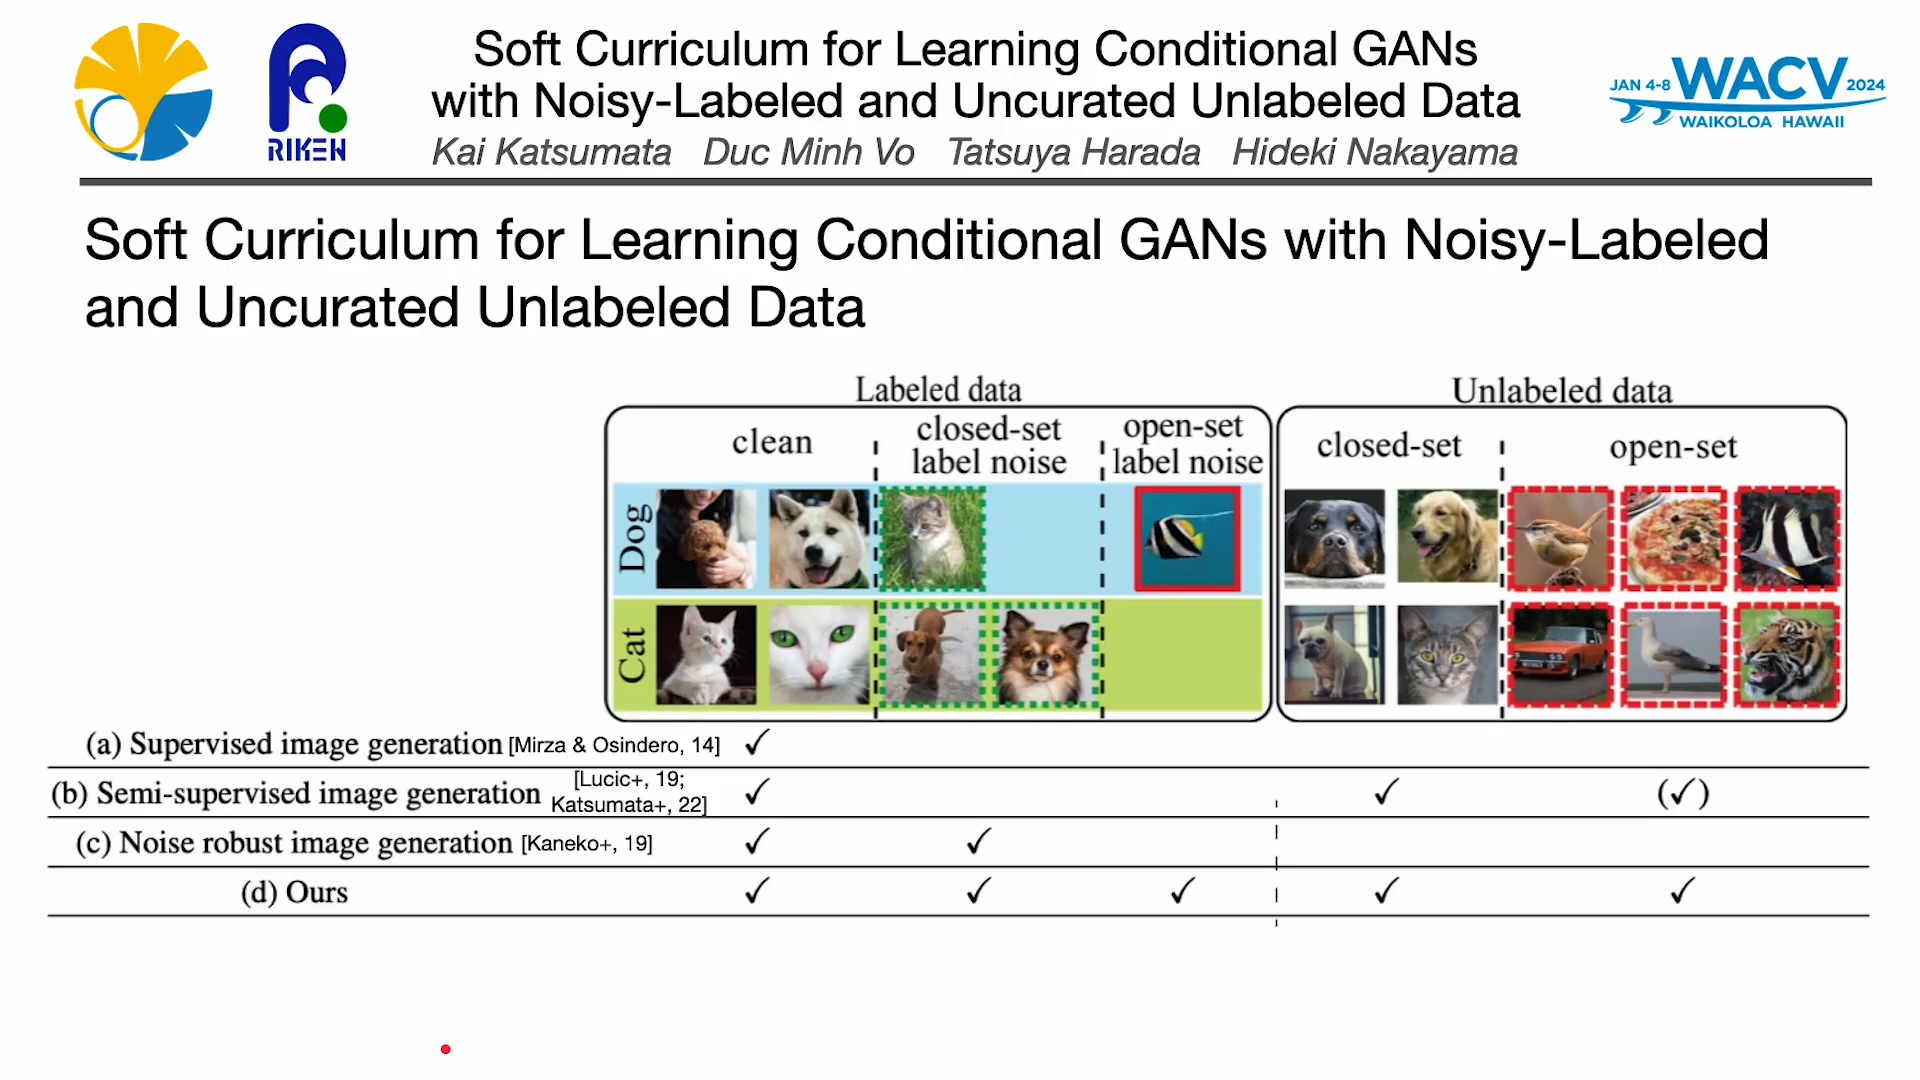 Soft Curriculum for Learning Conditional GANs
with Noisy-Labeled and Uncurated Unlabeled Data
Kai Katsumata Duc Minh Vo Tatsuya Harada Hideki Nakayama
RIKEN
JAN 4-8 WACV 2024
WAIKOLOA HAWAII
Soft Curriculum for Learning Conditional GANs with Noisy-Labeled
and Uncurated Unlabeled Data
Labeled data
Unlabeled data
clean
closed-set
label noise
open-set
label noise
closed-set
open-set
Dog
Cat
(a) Supervised image generation [Mirza & Osindero, 14] ✓
(b) Semi-supervised image generation [Lucic+, 19;
Katsumata+, 22] ✓ ✓ (✓)
(c) Noise robust image generation [Kaneko+, 19] ✓ ✓
(d) Ours ✓ ✓ ✓ ✓ ✓